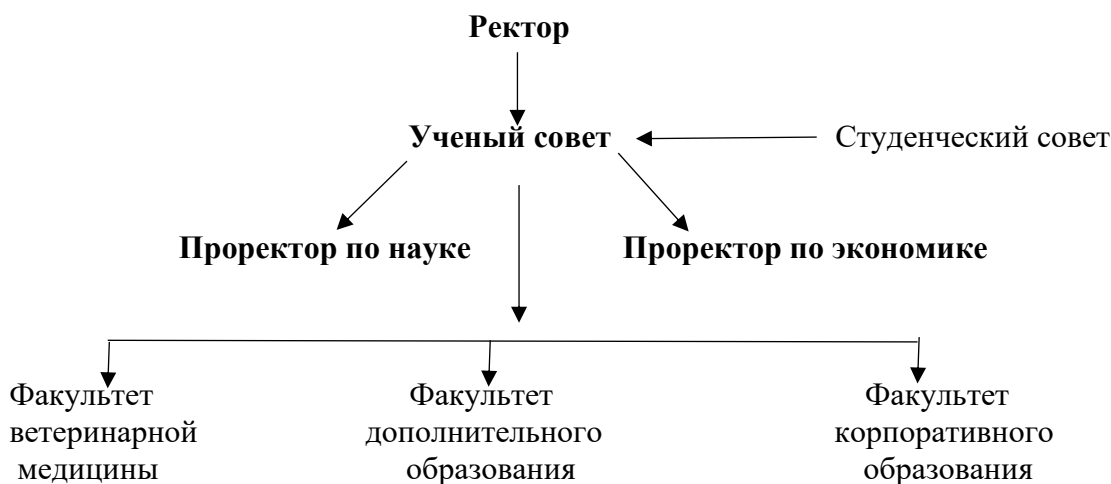 Ректор
Ученый совет
Студенческий совет
Проректор по науке
Проректор по экономике
Факультет
ветеринарной
медицины
Факультет
дополнительного
образования
Факультет
корпоративного
образования